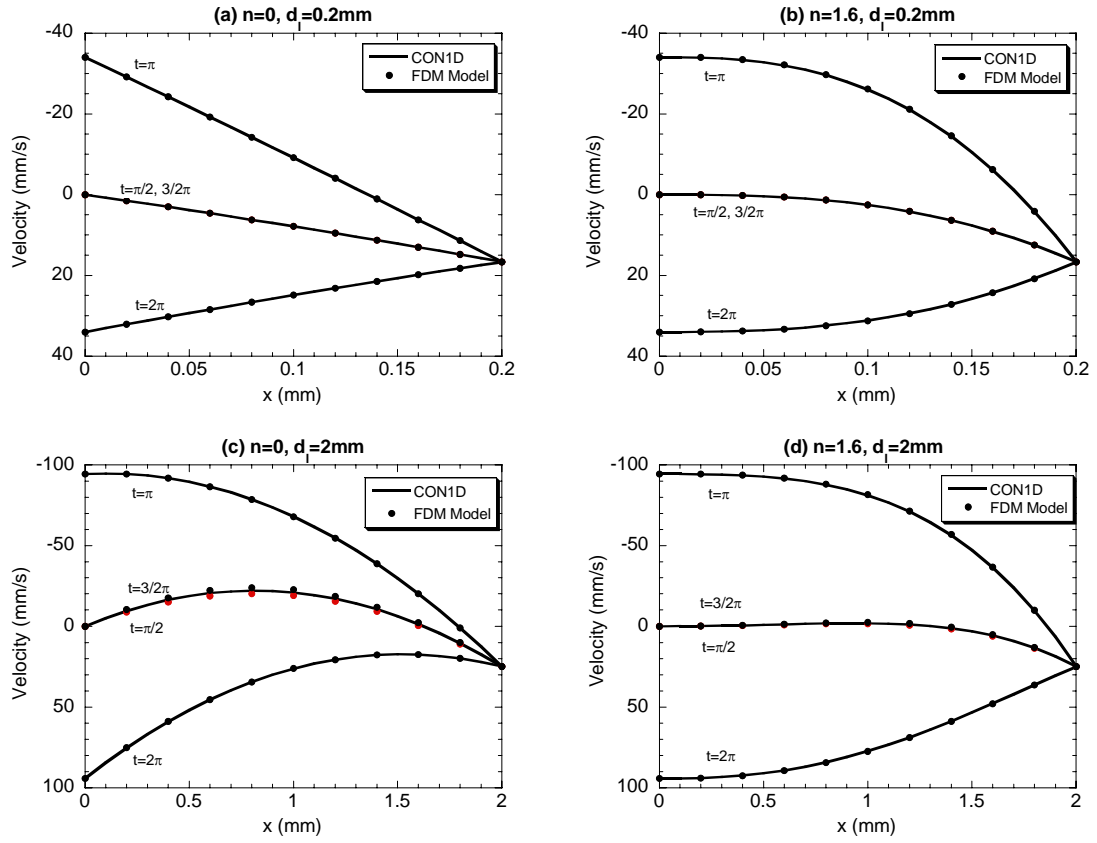 (a) n=0, dl=0.2mm
-40
-20
0
20
40
Velocity (mm/s)
CON1D
FDM Model
t=π
t=π/2, 3/2π
t=2π
0 0.05 0.1 0.15 0.2
x (mm)
(b) n=1.6, dl=0.2mm
-40
-20
0
20
40
Velocity (mm/s)
CON1D
FDM Model
t=π
t=π/2, 3/2π
t=2π
0 0.05 0.1 0.15 0.2
x (mm)
(c) n=0, dl=2mm
-100
-50
0
50
100
Velocity (mm/s)
CON1D
FDM Model
t=π
t=3/2π
t=π/2
t=2π
0 0.5 1 1.5 2
x (mm)
(d) n=1.6, dl=2mm
-100
-50
0
50
100
Velocity (mm/s)
CON1D
FDM Model
t=π
t=3/2π
t=π/2
t=2π
0 0.5 1 1.5 2
x (mm)